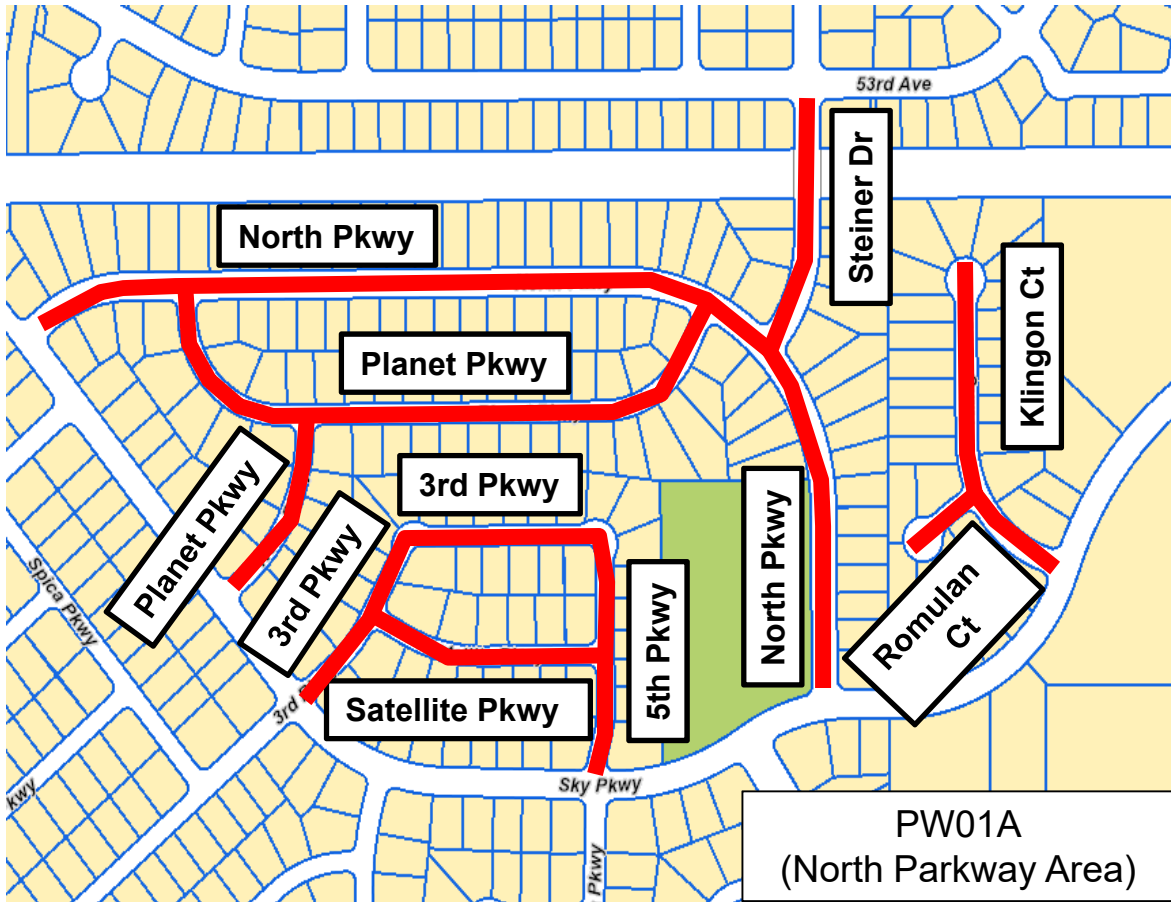 53rd Ave
Steiner Dr
North Pkwy
Klingon Ct
Planet Pkwy
3rd Pkwy
Planet Pkwy
3rd Pkwy
North Pkwy
Spica Pkwy
5th Pkwy
Romulan
Ct
Satellite Pkwy
3rd
Sky Pkwy
kwy
Pkwy
PW01A
(North Parkway Area)